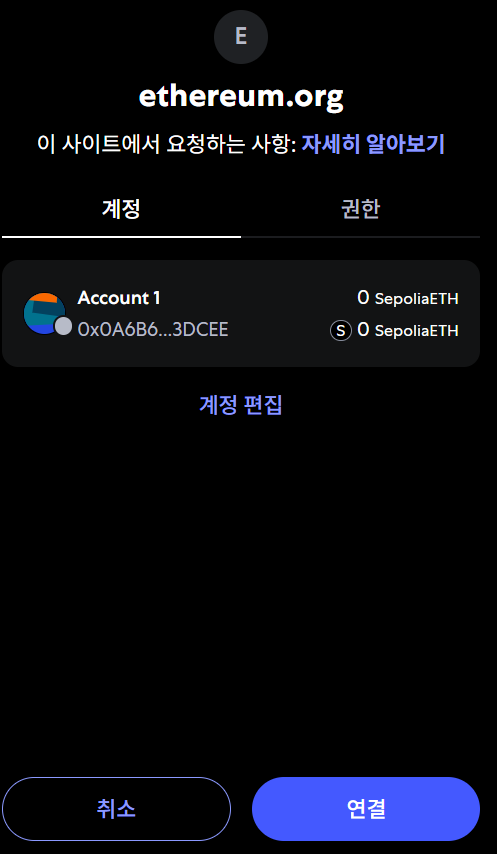 E
ethereum.org
이 사이트에서 요청하는 사항: 자세히 알아보기
계정 권한
Account 1 0 SepoliaETH
0x0A6B6...3DCEE S 0 SepoliaETH
계정 편집
취소 연결